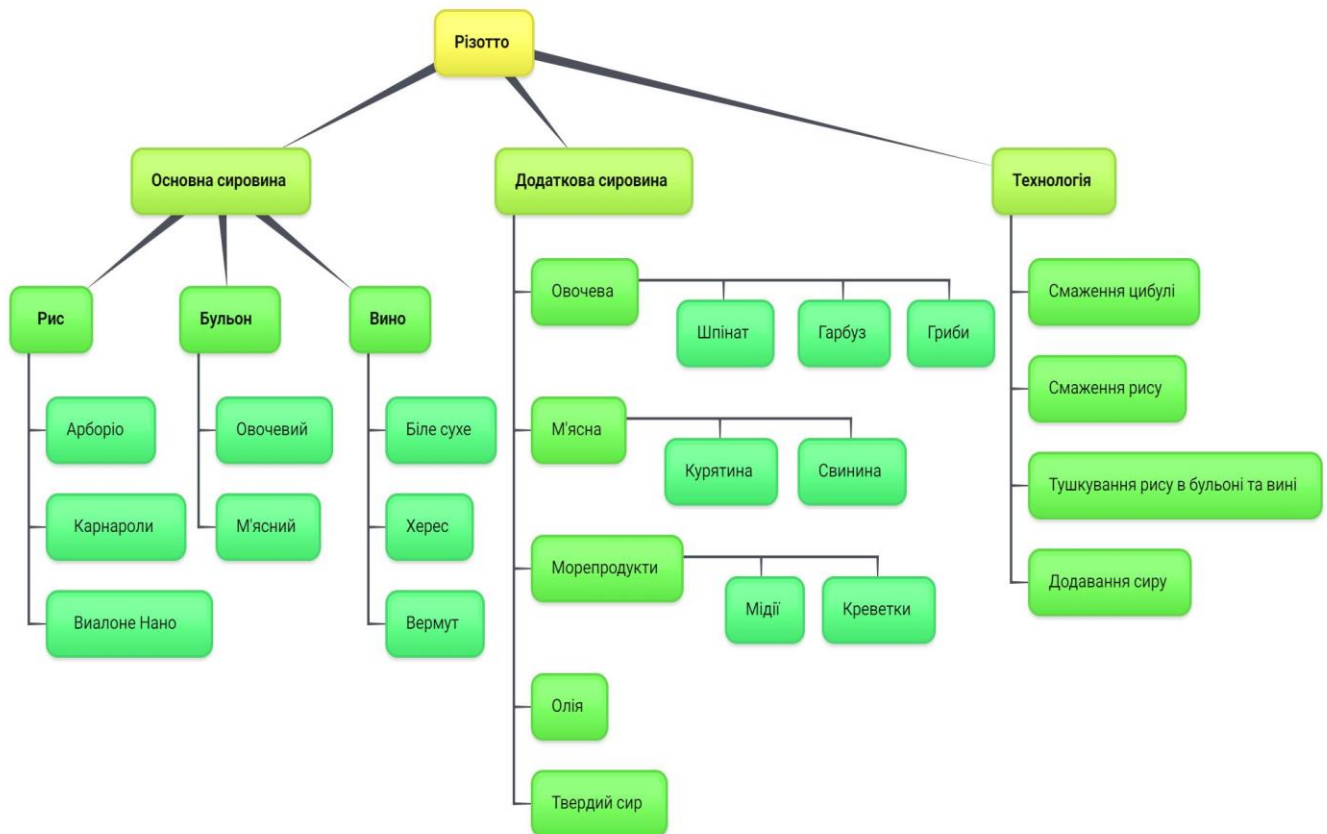 Різотто
Основна сировина
Додаткова сировина
Технологія
Рис
Бульон
Вино
Арборіо
Карнароли
Виалоне Нано
Овочевий
М'ясний
Біле сухе
Херес
Вермут
Овочева
Шпінат
Гарбуз
Гриби
М'ясна
Курятина
Свинина
Морепродукти
Мідії
Креветки
Олія
Твердий сир
Смаження цибулі
Смаження рису
Тушкування рису в бульоні та вині
Додавання сиру